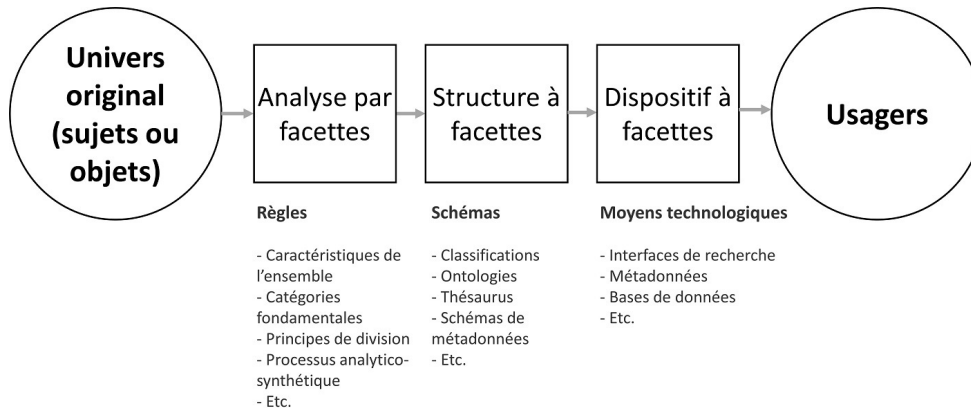 Univers
original
(sujets ou
objets)
Analyse par
facettes
Structure à
facettes
Dispositif à
facettes
Usagers
Règles
- Caractéristiques de
l'ensemble
- Catégories
fondamentales
- Principes de division
- Processus analytico-
synthétique
- Etc.
Schémas
- Classifications
- Ontologies
- Thésaurus
- Schémas de
métadonnées
- Etc.
Moyens technologiques
- Interfaces de recherche
- Métadonnées
- Bases de données
- Etc.